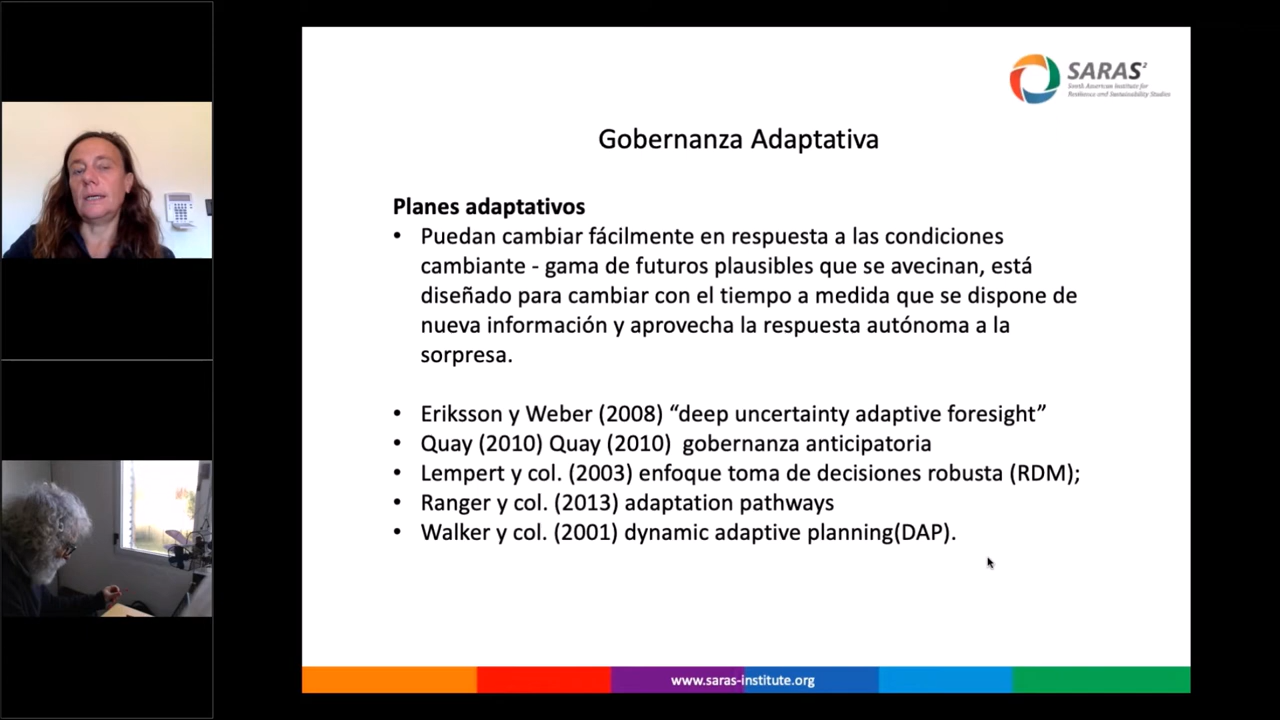 SARAS²
South American Institute for
Resilience and Sustainability Studies
Gobernanza Adaptativa
Planes adaptativos
• Puedan cambiar fácilmente en respuesta a las condiciones
cambiante - gama de futuros plausibles que se avecinan, está
diseñado para cambiar con el tiempo a medida que se dispone de
nueva información y aprovecha la respuesta autónoma a la
sorpresa.
• Eriksson y Weber (2008) “deep uncertainty adaptive foresight”
• Quay (2010) Quay (2010)  gobernanza anticipatoria
• Lempert y col. (2003) enfoque toma de decisiones robusta (RDM);
• Ranger y col. (2013) adaptation pathways
• Walker y col. (2001) dynamic adaptive planning(DAP).
www.saras-institute.org